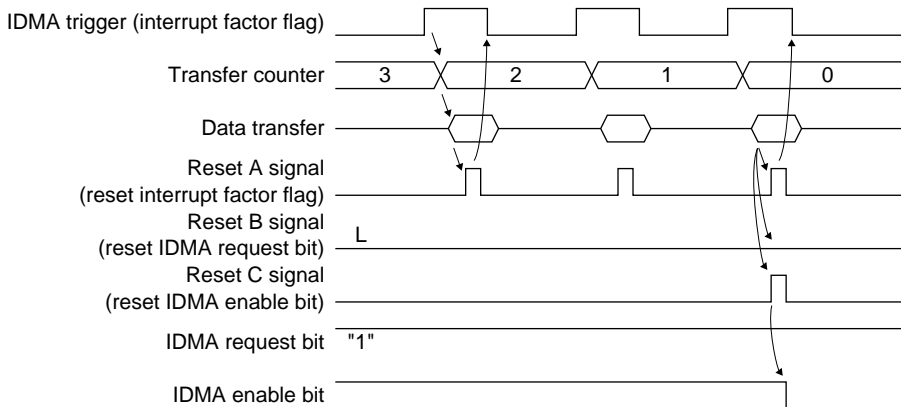 IDMA trigger (interrupt factor flag)
Transfer counter 3 2 1 0
Data transfer
Reset A signal
(reset interrupt factor flag)
Reset B signal
(reset IDMA request bit) L
Reset C signal
(reset IDMA enable bit)
IDMA request bit "1"
IDMA enable bit